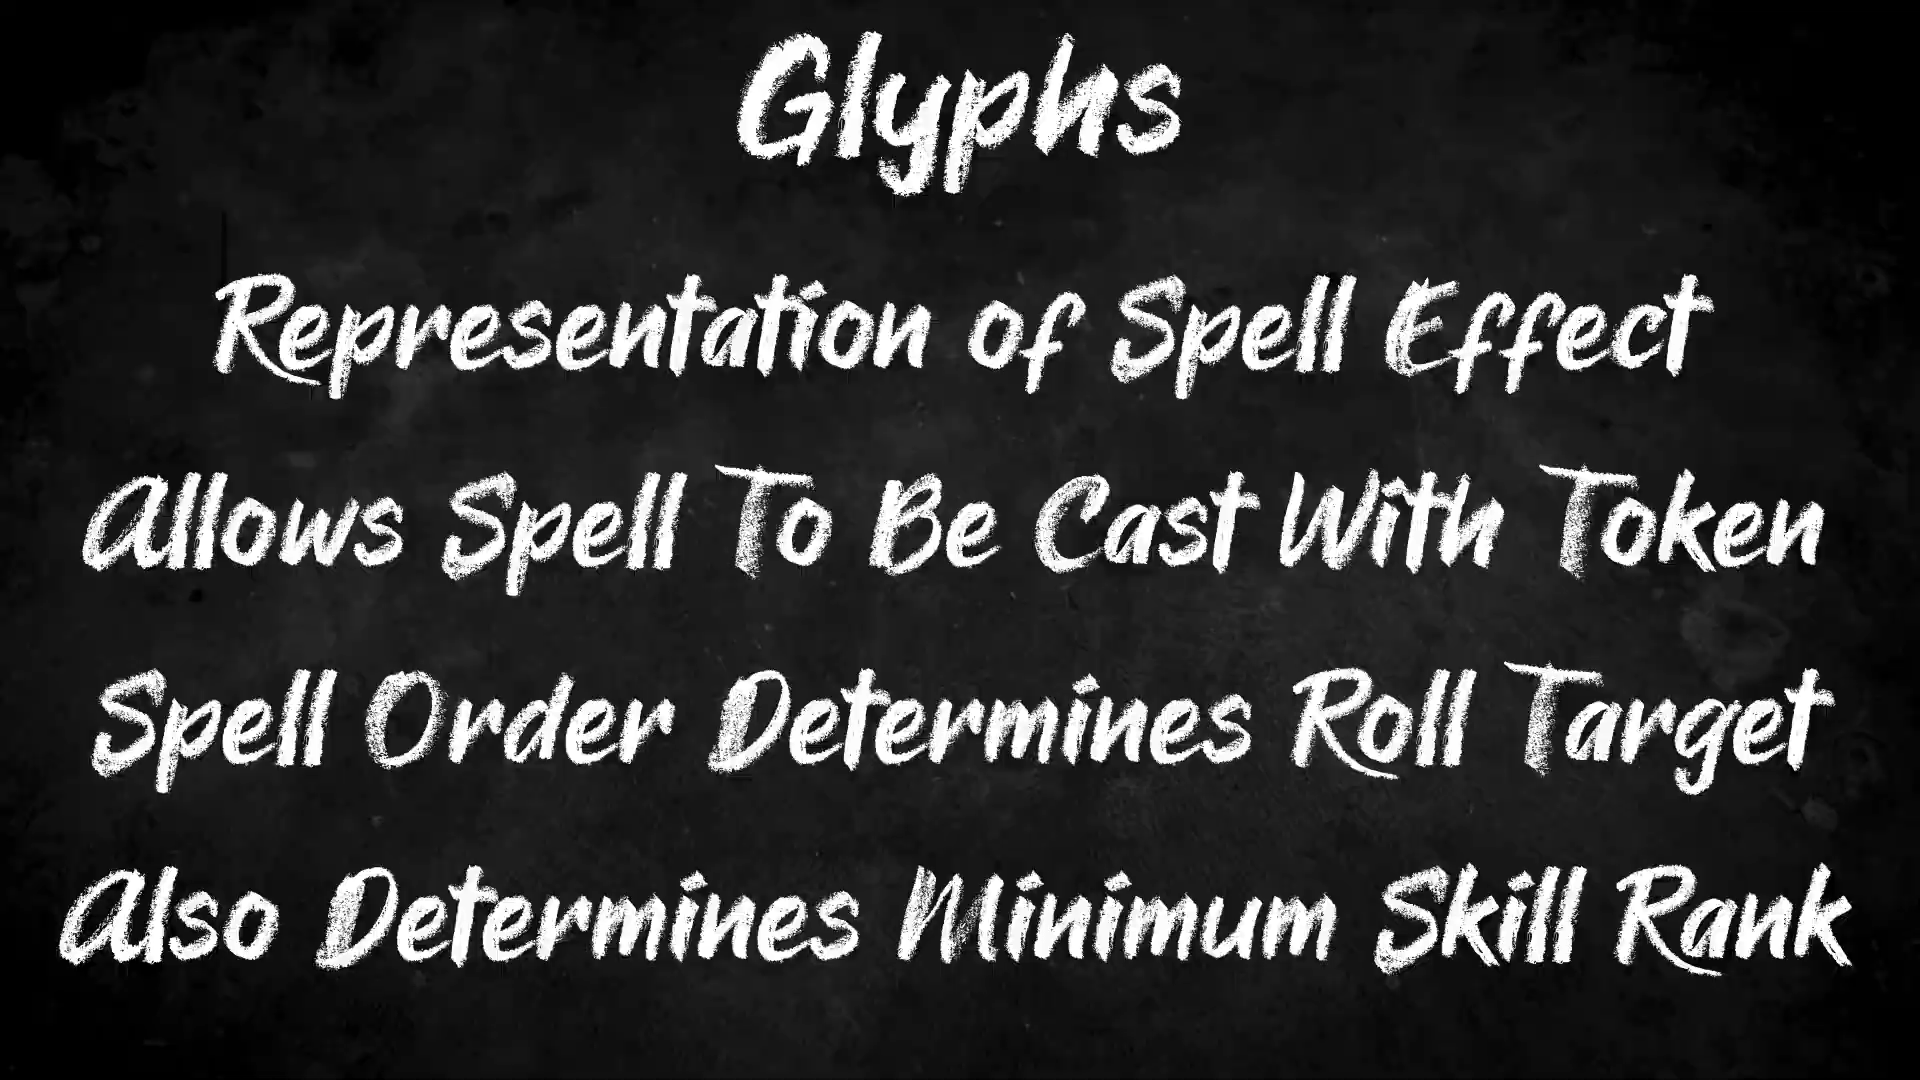 Glyphs
Representation of Spell Effect
Allows Spell To Be Cast With Token
Spell Order Determines Roll Target
Also Determines Minimum Skill Rank